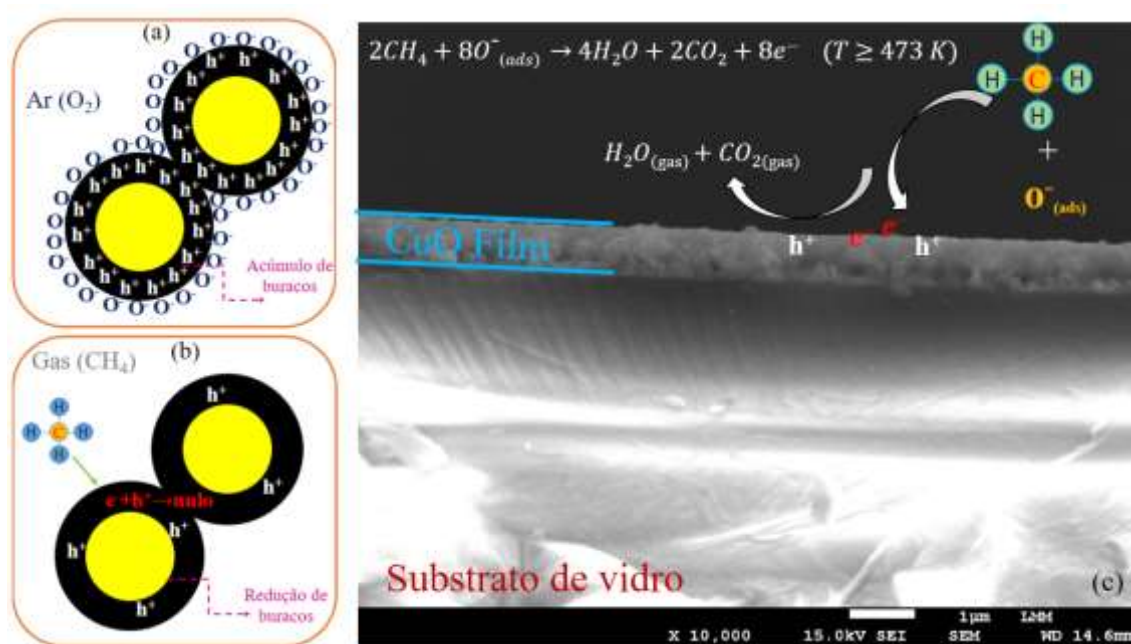 (a)
Ar (O₂)
O⁻ O⁻ O⁻ O⁻ O⁻ O⁻
h⁺ h⁺ h⁺ h⁺ h⁺ h⁺
Acúmulo de
buracos
Gas (CH₄)
(b)
H
H C H
H
h⁺
h⁺
e⁻+h⁺→nulo
h⁺ h⁺
h⁺
Redução de
buracos
2CH₄ + 8O⁻₍ads₎ → 4H₂O + 2CO₂ + 8e⁻ (T ≥ 473 K)
H
H C H
H
+
O⁻(ads)
H₂O(gas) + CO₂(gas)
CuO Film
h⁺ e⁻ e⁻ h⁺
Substrato de vidro
(c)
1μm LMM
X 10,000 15.0kV SEI SEM WD 14.6mm